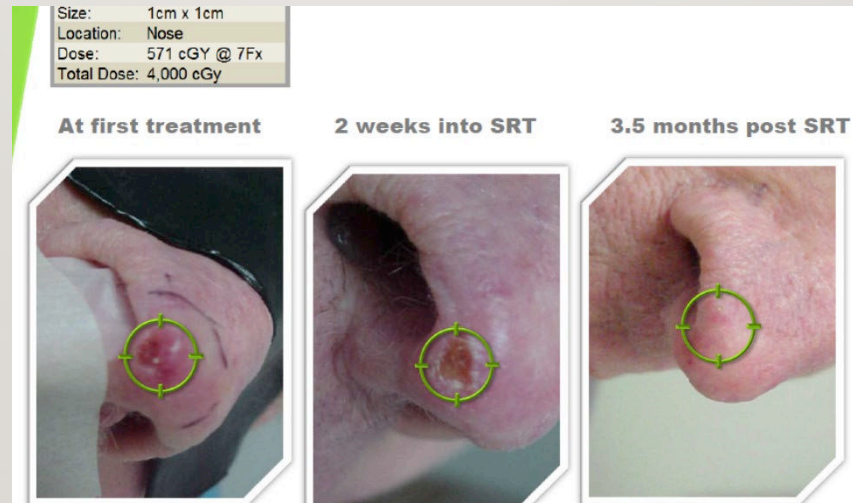 Size: 1cm x 1cm
Location: Nose
Dose: 571 cGY @ 7Fx
Total Dose: 4,000 cGy
At first treatment
2 weeks into SRT
3.5 months post SRT